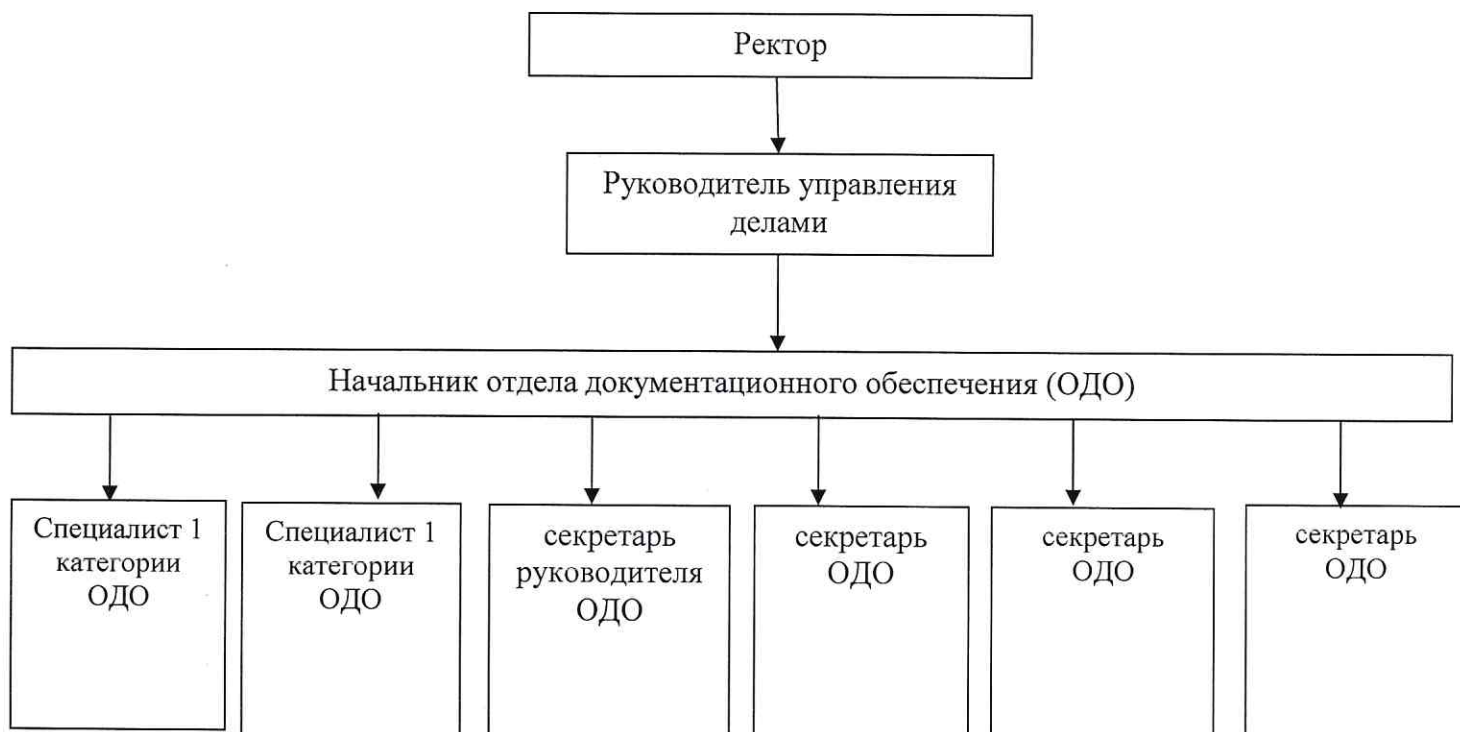 Ректор
Руководитель управления
делами
Начальник отдела документационного обеспечения (ОДО)
Специалист 1
категории
ОДО
Специалист 1
категории
ОДО
секретарь
руководителя
ОДО
секретарь
ОДО
секретарь
ОДО
секретарь
ОДО